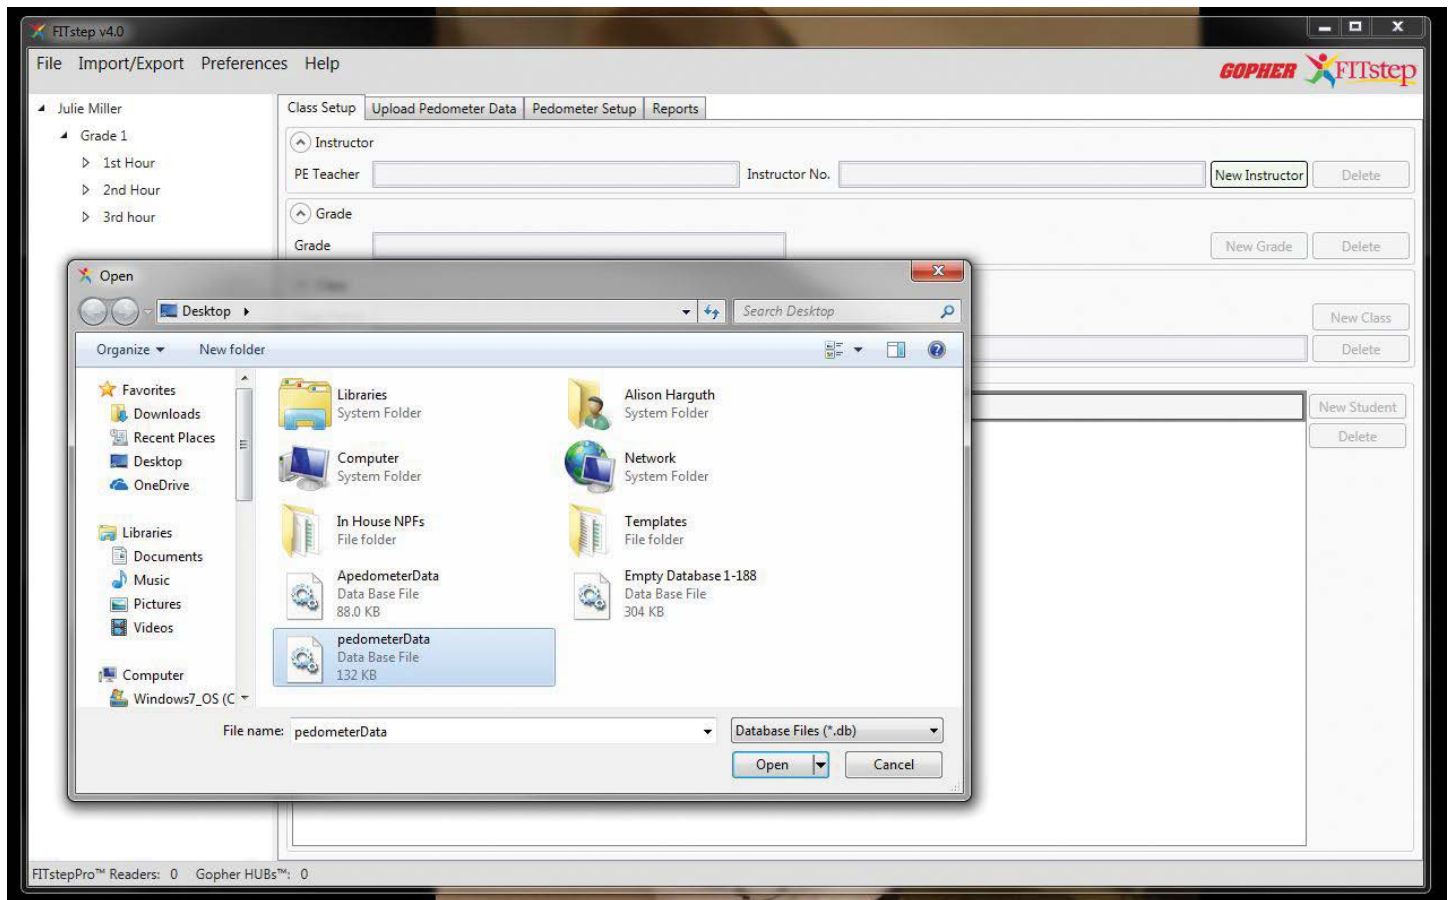 FITstep v4.0
File Import/Export Preferences Help
GOPHER FITstep
Julie Miller
Grade 1
1st Hour
2nd Hour
3rd hour
Class Setup Upload Pedometer Data Pedometer Setup Reports
Instructor
PE Teacher Instructor No. New Instructor Delete
Grade
Grade New Grade Delete
New Class
Delete
New Student
Delete
Open
Desktop Search Desktop
Organize New folder
Favorites
Downloads
Recent Places
Desktop
OneDrive
Libraries
Documents
Music
Pictures
Videos
Computer
Windows7_OS (C
Libraries
System Folder
Alison Harguth
System Folder
Computer
System Folder
Network
System Folder
In House NPFs
File folder
Templates
File folder
ApedometerData
Data Base File
88.0 KB
Empty Database 1-188
Data Base File
304 KB
pedometerData
Data Base File
132 KB
File name: pedometerData Database Files (*.db)
Open Cancel
FITstepPro™ Readers: 0 Gopher HUBs™: 0